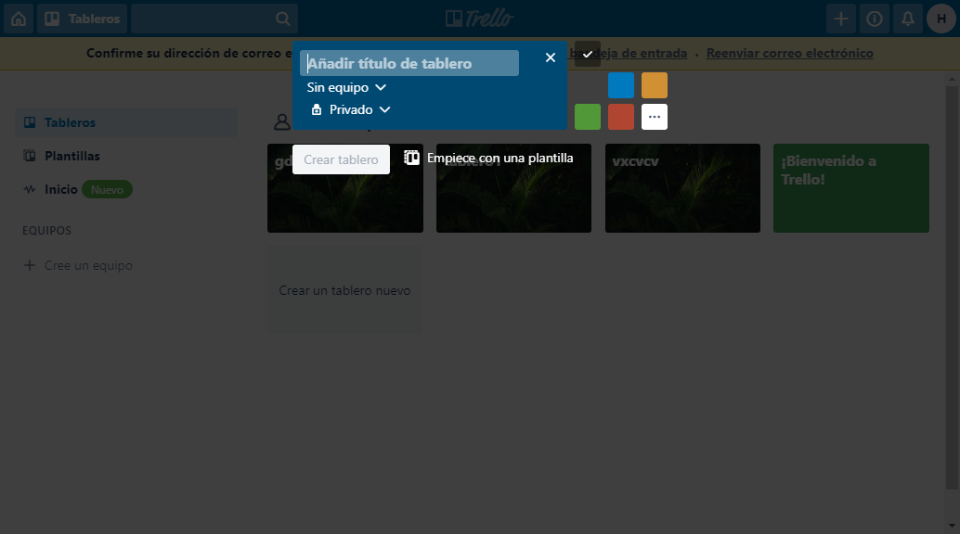 Tableros
Trello
H
Confirme su dirección de correo e
bandeja de entrada · Reenviar correo electrónico
Añadir título de tablero
Sin equipo
Privado
Crear tablero
Empiece con una plantilla
Tableros
Plantillas
Inicio Nuevo
EQUIPOS
Cree un equipo
vxcvcv
¡Bienvenido a
Trello!
Crear un tablero nuevo